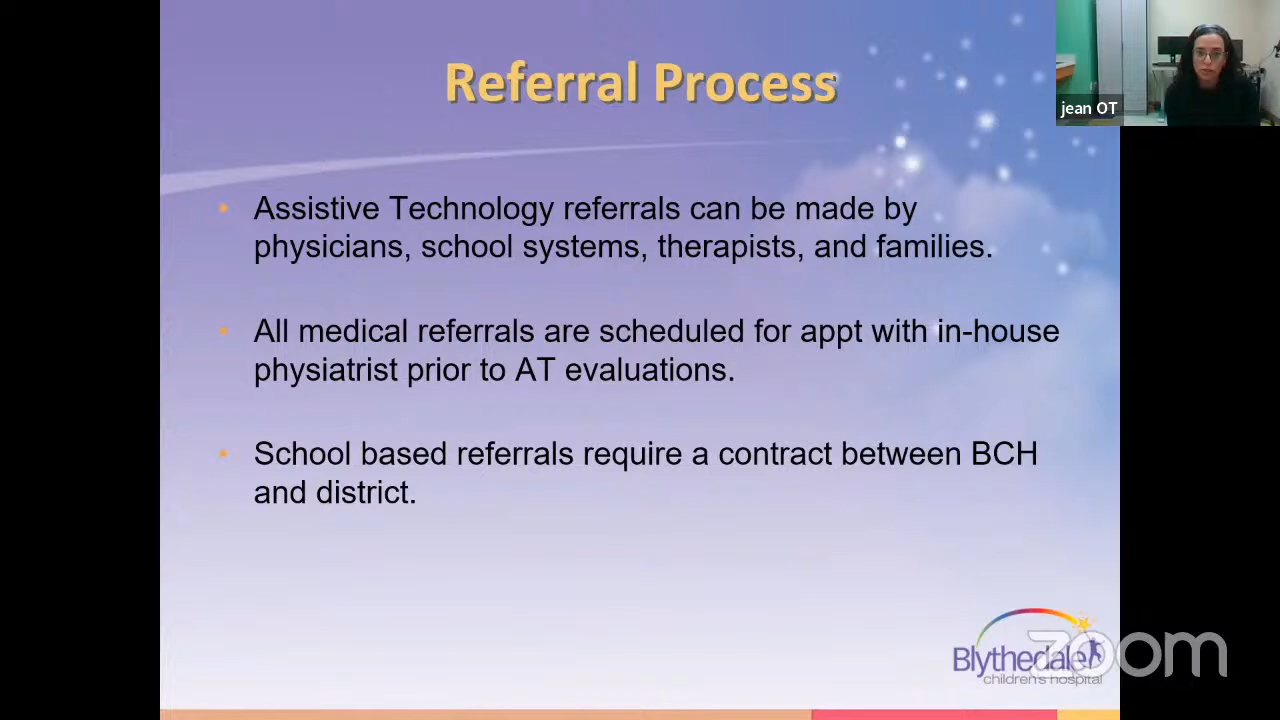 Referral Process
jean OT
• Assistive Technology referrals can be made by
physicians, school systems, therapists, and families.
• All medical referrals are scheduled for appt with in-house
physiatrist prior to AT evaluations.
• School based referrals require a contract between BCH
and district.
Blythedale
children's hospital
zoom